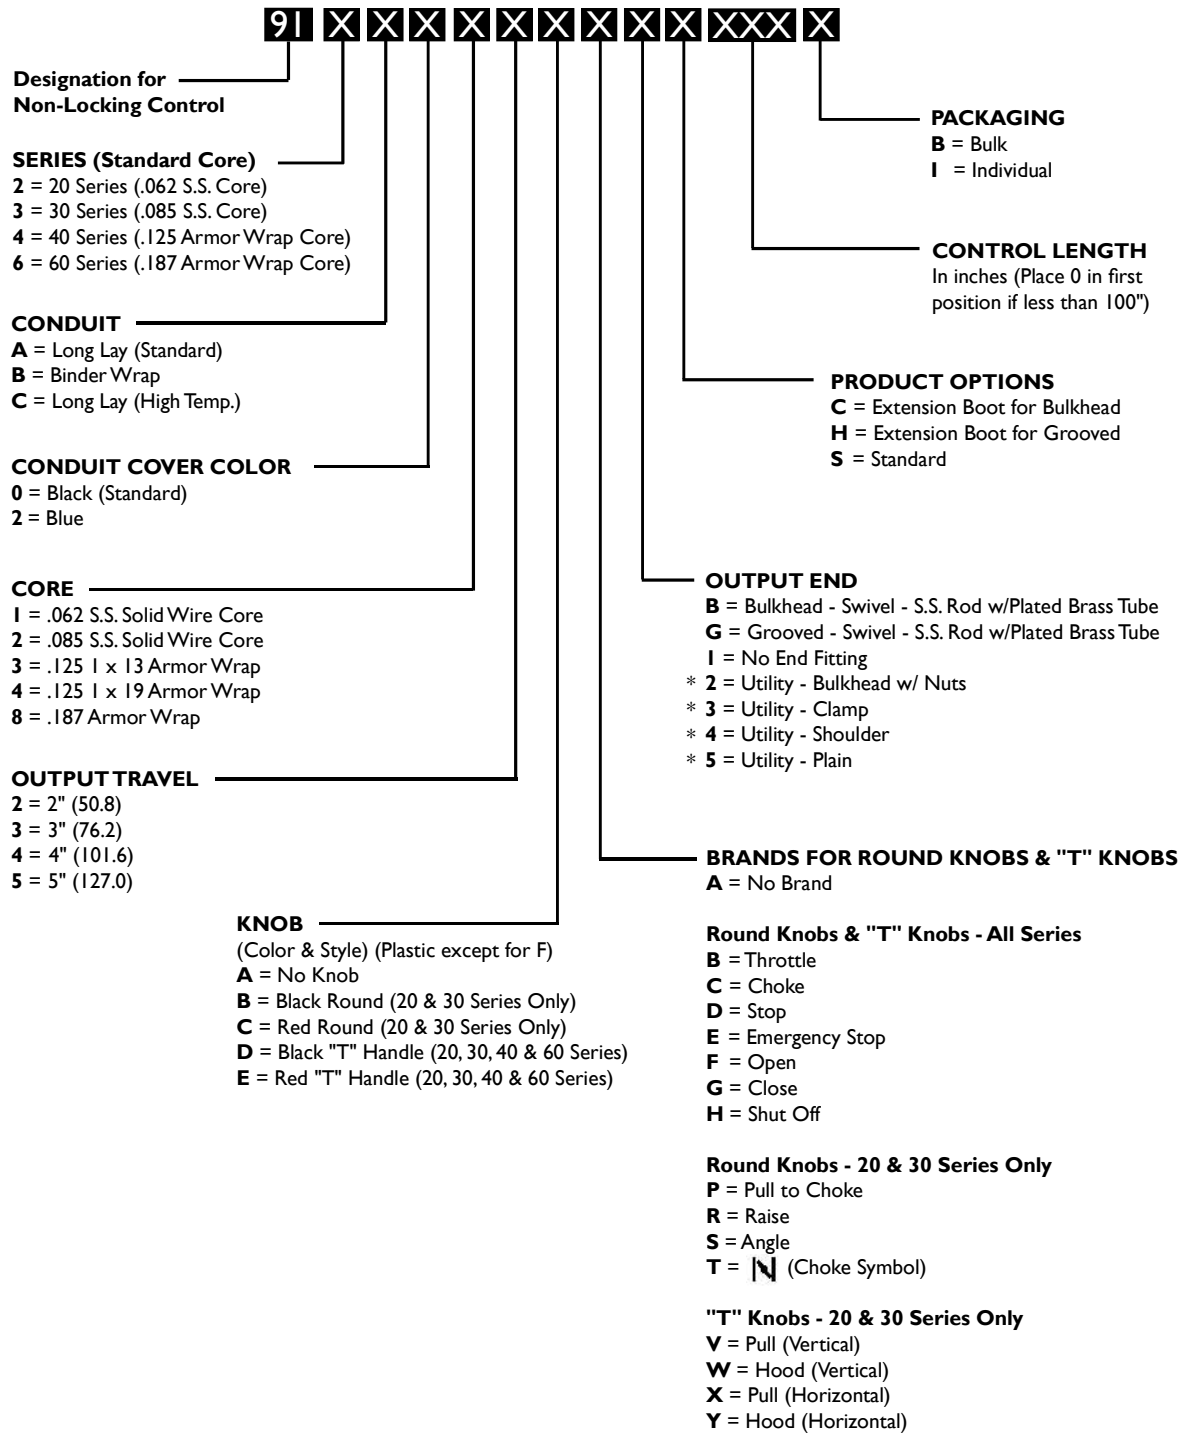 91 X X X X X X X X X XXX X
Designation for
Non-Locking Control
SERIES (Standard Core)
2 = 20 Series (.062 S.S. Core)
3 = 30 Series (.085 S.S. Core)
4 = 40 Series (.125 Armor Wrap Core)
6 = 60 Series (.187 Armor Wrap Core)
CONDUIT
A = Long Lay (Standard)
B = Binder Wrap
C = Long Lay (High Temp.)
CONDUIT COVER COLOR
0 = Black (Standard)
2 = Blue
CORE
1 = .062 S.S. Solid Wire Core
2 = .085 S.S. Solid Wire Core
3 = .125 1 x 13 Armor Wrap
4 = .125 1 x 19 Armor Wrap
8 = .187 Armor Wrap
OUTPUT TRAVEL
2 = 2" (50.8)
3 = 3" (76.2)
4 = 4" (101.6)
5 = 5" (127.0)
KNOB
(Color & Style) (Plastic except for F)
A = No Knob
B = Black Round (20 & 30 Series Only)
C = Red Round (20 & 30 Series Only)
D = Black "T" Handle (20, 30, 40 & 60 Series)
E = Red "T" Handle (20, 30, 40 & 60 Series)
PACKAGING
B = Bulk
I = Individual
CONTROL LENGTH
In inches (Place 0 in first
position if less than 100")
PRODUCT OPTIONS
C = Extension Boot for Bulkhead
H = Extension Boot for Grooved
S = Standard
OUTPUT END
B = Bulkhead - Swivel - S.S. Rod w/Plated Brass Tube
G = Grooved - Swivel - S.S. Rod w/Plated Brass Tube
1 = No End Fitting
* 2 = Utility - Bulkhead w/ Nuts
* 3 = Utility - Clamp
* 4 = Utility - Shoulder
* 5 = Utility - Plain
BRANDS FOR ROUND KNOBS & "T" KNOBS
A = No Brand
Round Knobs & "T" Knobs - All Series
B = Throttle
C = Choke
D = Stop
E = Emergency Stop
F = Open
G = Close
H = Shut Off
Round Knobs - 20 & 30 Series Only
P = Pull to Choke
R = Raise
S = Angle
T = (Choke Symbol)
"T" Knobs - 20 & 30 Series Only
V = Pull (Vertical)
W = Hood (Vertical)
X = Pull (Horizontal)
Y = Hood (Horizontal)